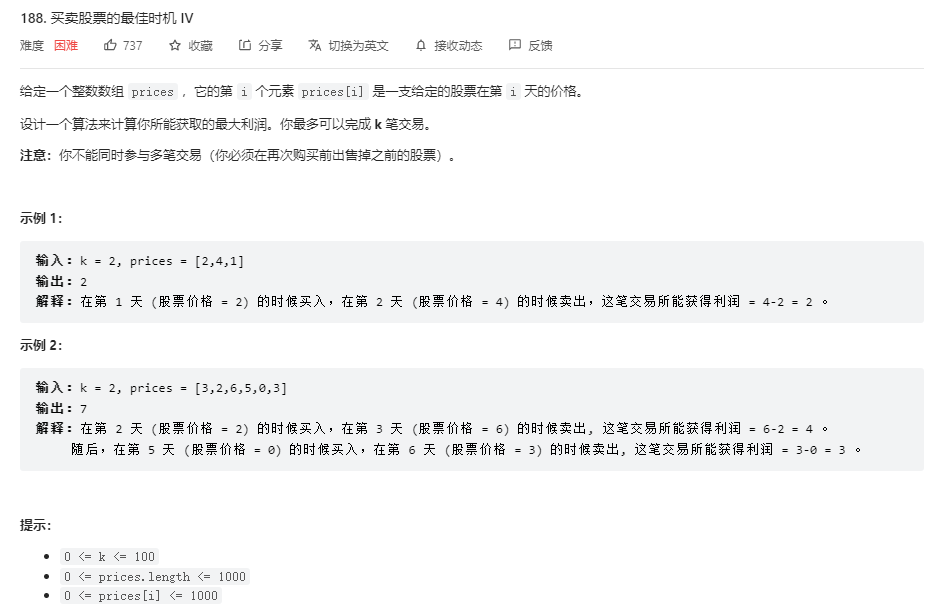 188. 买卖股票的最佳时机 IV
难度 困难 737 收藏 分享 切换为英文 接收动态 反馈
给定一个整数数组 prices ，它的第 i 个元素 prices[i] 是一支给定的股票在第 i 天的价格。
设计一个算法来计算你所能获取的最大利润。你最多可以完成 k 笔交易。
注意：你不能同时参与多笔交易（你必须在再次购买前出售掉之前的股票）。
示例 1：
输入：k = 2, prices = [2,4,1]
输出：2
解释：在第 1 天 (股票价格 = 2) 的时候买入，在第 2 天 (股票价格 = 4) 的时候卖出，这笔交易所能获得利润 = 4-2 = 2 。
示例 2：
输入：k = 2, prices = [3,2,6,5,0,3]
输出：7
解释：在第 2 天 (股票价格 = 2) 的时候买入，在第 3 天 (股票价格 = 6) 的时候卖出, 这笔交易所能获得利润 = 6-2 = 4 。
随后，在第 5 天 (股票价格 = 0) 的时候买入，在第 6 天 (股票价格 = 3) 的时候卖出, 这笔交易所能获得利润 = 3-0 = 3 。
提示：
0 <= k <= 100
0 <= prices.length <= 1000
0 <= prices[i] <= 1000